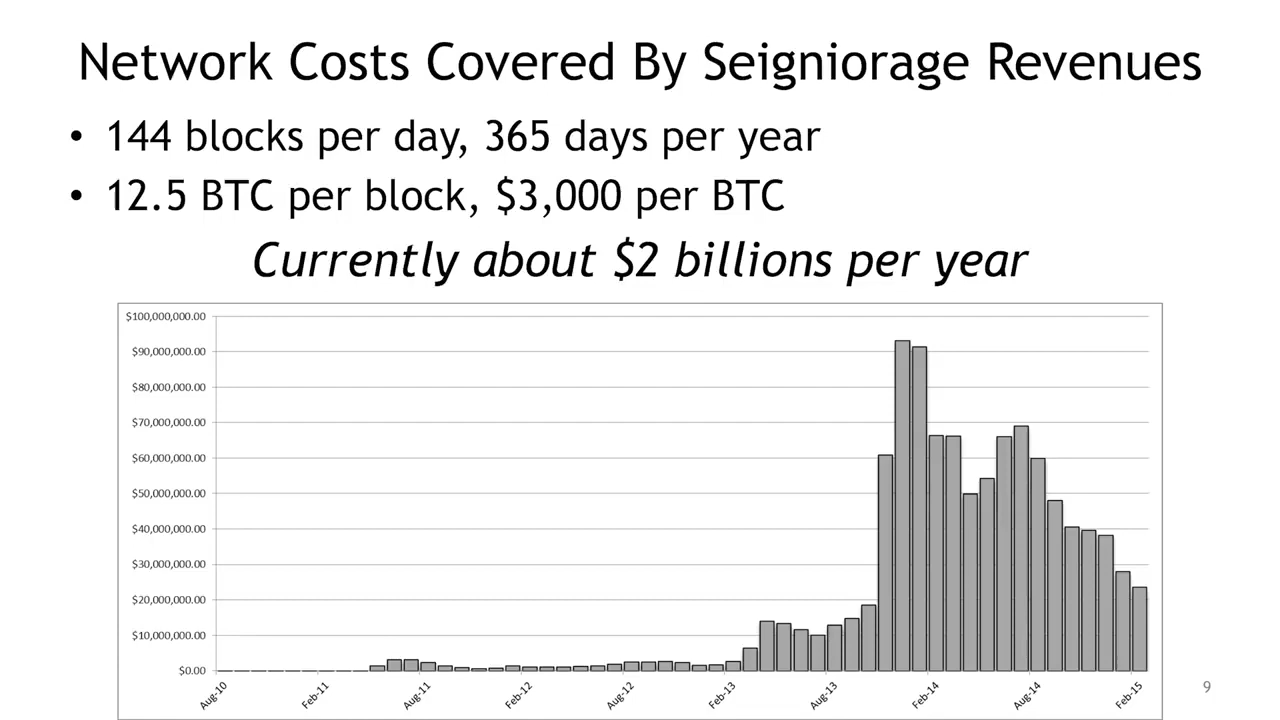 Network Costs Covered By Seigniorage Revenues
• 144 blocks per day, 365 days per year
• 12.5 BTC per block, $3,000 per BTC
Currently about $2 billions per year
$100,000,000.00
$90,000,000.00
$80,000,000.00
$70,000,000.00
$60,000,000.00
$50,000,000.00
$40,000,000.00
$30,000,000.00
$20,000,000.00
$10,000,000.00
$0.00
Aug-10 Feb-11 Aug-11 Feb-12 Aug-12 Feb-13 Aug-13 Feb-14 Aug-14 Feb-15
9